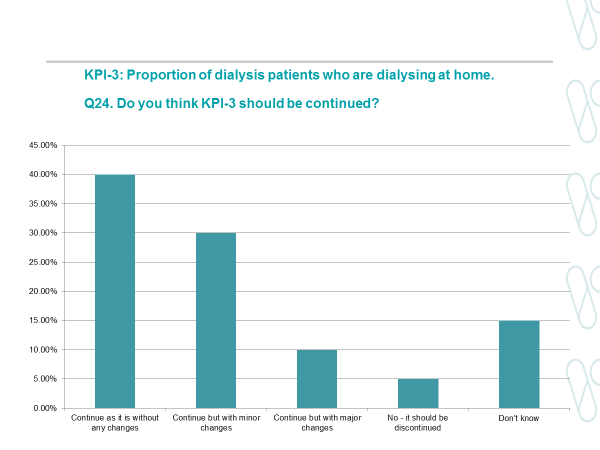 KPI-3: Proportion of dialysis patients who are dialysing at home.
Q24. Do you think KPI-3 should be continued?
45.00%
40.00%
35.00%
30.00%
25.00%
20.00%
15.00%
10.00%
5.00%
0.00%
Continue as it is without
any changes
Continue but with minor
changes
Continue but with major
changes
No - it should be
discontinued
Don't know